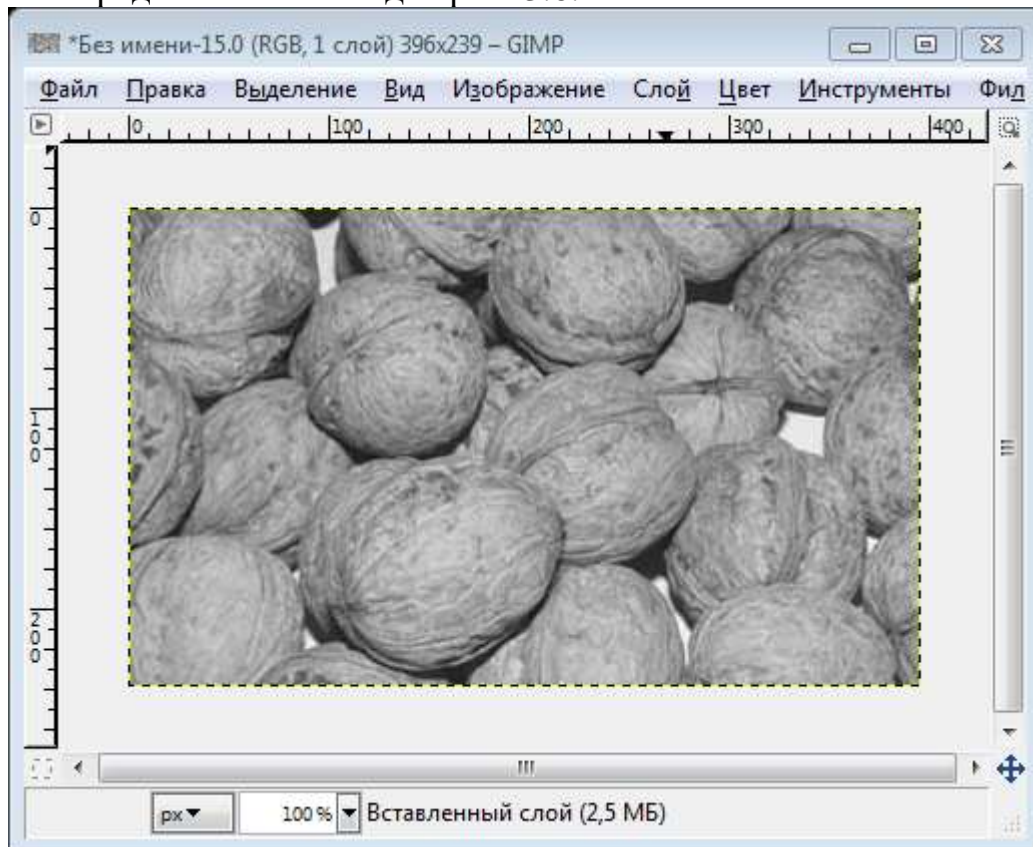 *Без имени-15.0 (RGB, 1 слой) 396x239 – GIMP
Файл Правка Выделение Вид Изображение Слой Цвет Инструменты Фил
0 100 200 300 400
0
100
200
px 100 % Вставленный слой (2,5 МБ)